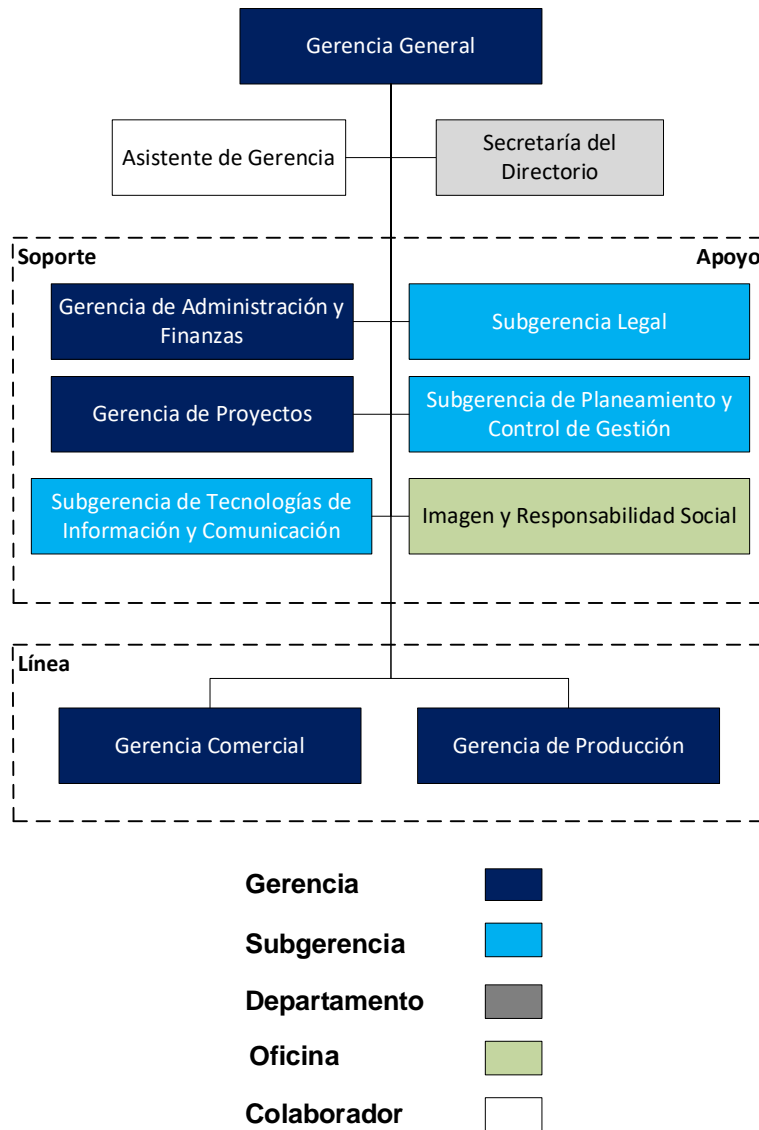 Gerencia General
Asistente de Gerencia
Secretaría del
Directorio
Soporte
Apoyo
Gerencia de Administración y
Finanzas
Subgerencia Legal
Gerencia de Proyectos
Subgerencia de Planeamiento y
Control de Gestión
Subgerencia de Tecnologías de
Información y Comunicación
Imagen y Responsabilidad Social
Línea
Gerencia Comercial
Gerencia de Producción
Gerencia
Subgerencia
Departamento
Oficina
Colaborador